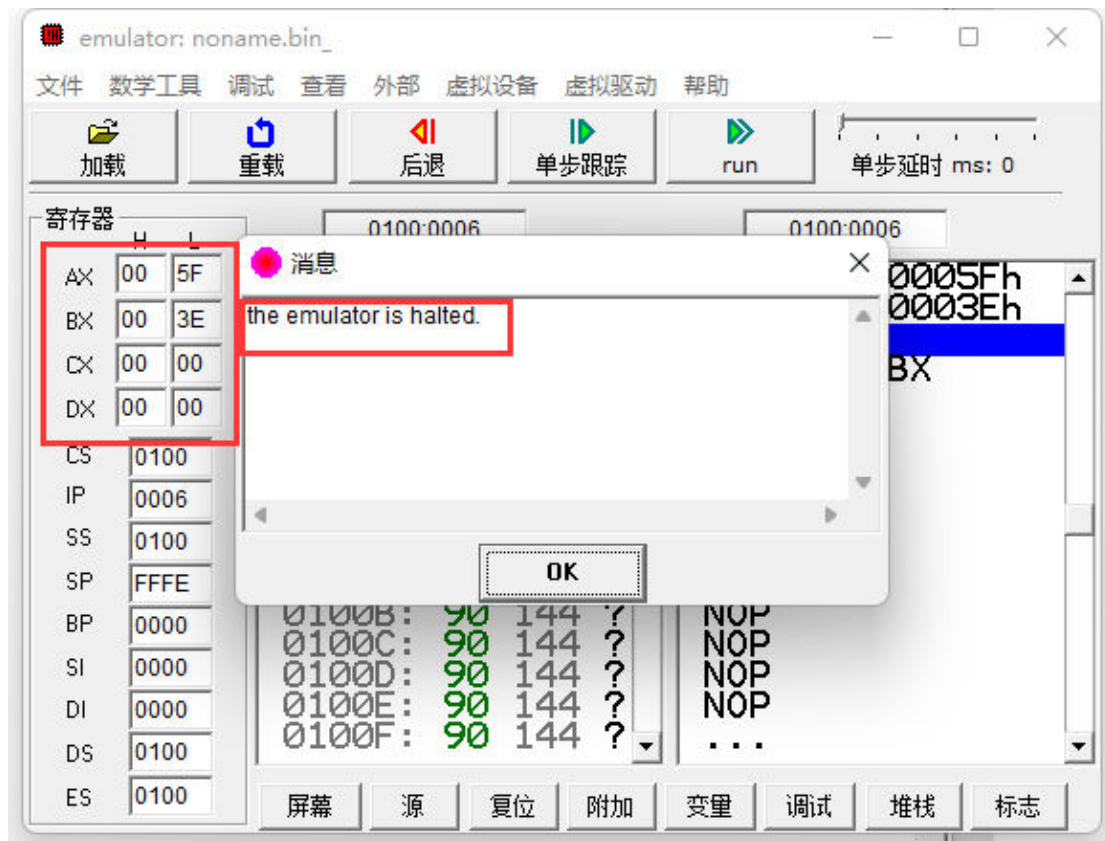 emulator: noname.bin_
文件 数学工具 调试 查看 外部 虚拟设备 虚拟驱动 帮助
加载 重载 后退 单步跟踪 run 单步延时 ms: 0
寄存器 H L 0100:0006 0100:0006
消息
the emulator is halted.
OK
AX 00 5F 0005Fh
BX 00 3E 0003Eh
CX 00 00 BX
DX 00 00
CS 0100
IP 0006
SS 0100
SP FFFE
BP 0000
SI 0000
DI 0000
DS 0100
ES 0100
0100B: 90 144 ? NOP
0100C: 90 144 ? NOP
0100D: 90 144 ? NOP
0100E: 90 144 ? NOP
0100F: 90 144 ? ...
屏幕 源 复位 附加 变量 调试 堆栈 标志